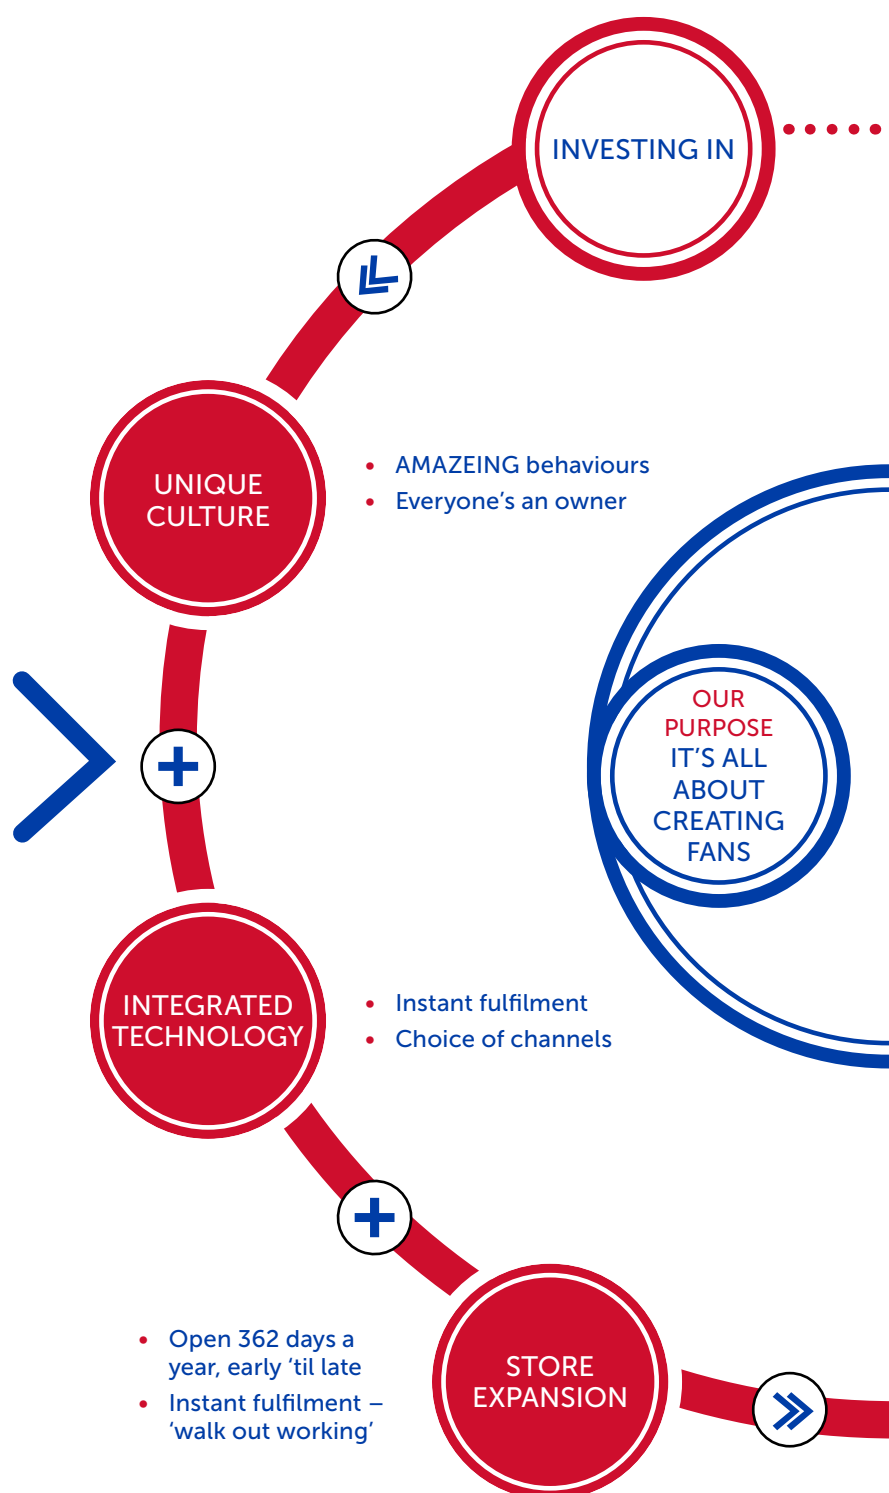 INVESTING IN
UNIQUE
CULTURE
• AMAZEING behaviours
• Everyone’s an owner
OUR
PURPOSE
IT’S ALL
ABOUT
CREATING
FANS
INTEGRATED
TECHNOLOGY
• Instant fulfilment
• Choice of channels
STORE
EXPANSION
• Open 362 days a
year, early ‘til late
• Instant fulfilment –
‘walk out working’